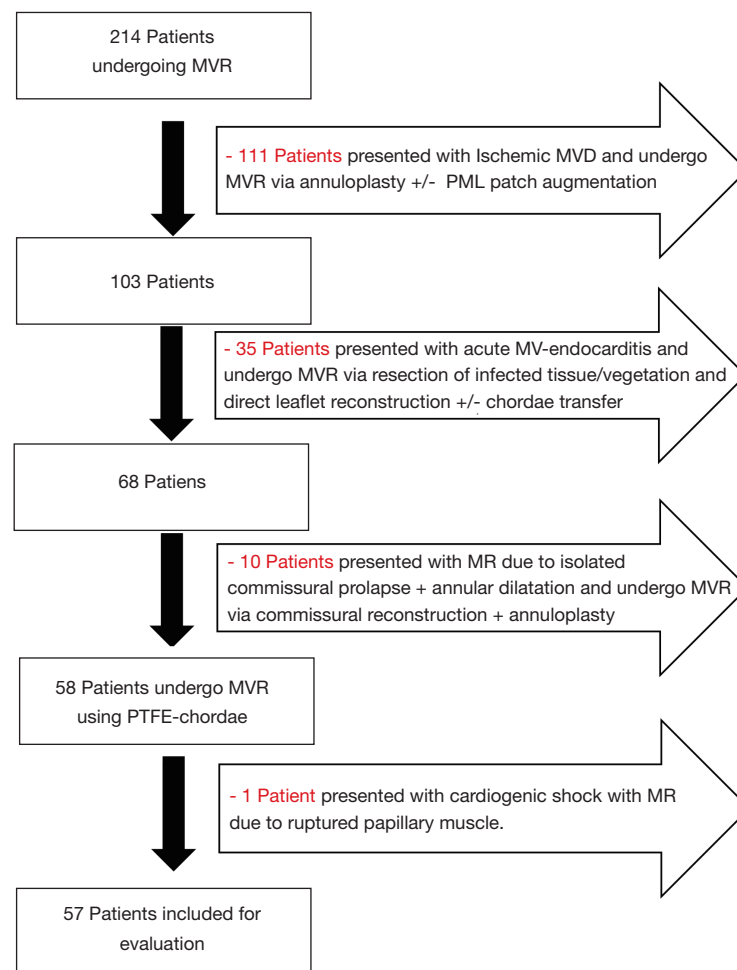 214 Patients
undergoing MVR
- 111 Patients presented with Ischemic MVD and undergo
MVR via annuloplasty +/- PML patch augmentation
103 Patients
- 35 Patients presented with acute MV-endocarditis and
undergo MVR via resection of infected tissue/vegetation and
direct leaflet reconstruction +/- chordae transfer
68 Patiens
- 10 Patients presented with MR due to isolated
commissural prolapse + annular dilatation and undergo MVR
via commissural reconstruction + annuloplasty
58 Patients undergo MVR
using PTFE-chordae
- 1 Patient presented with cardiogenic shock with MR
due to ruptured papillary muscle.
57 Patients included for
evaluation